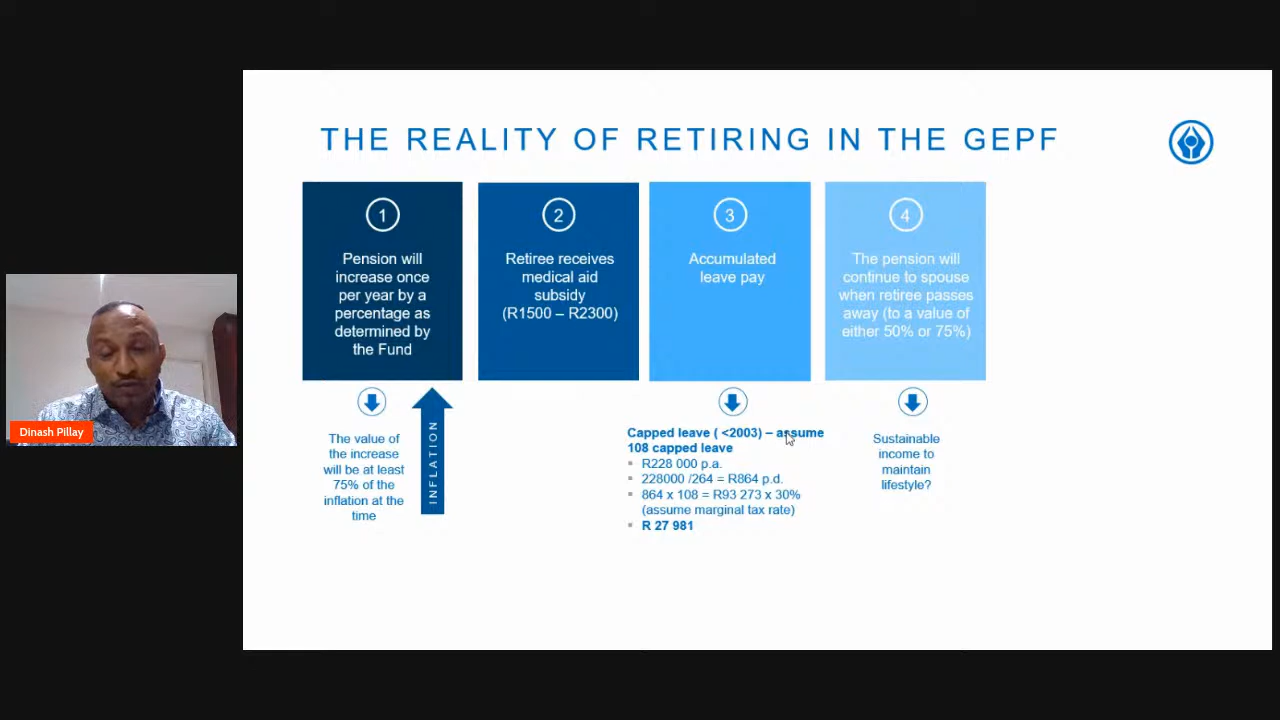 THE REALITY OF RETIRING IN THE GEPF
1
Pension will
increase once
per year by a
percentage as
determined by
the Fund
2
Retiree receives
medical aid
subsidy
(R1500 – R2300)
3
Accumulated
leave pay
4
The pension will
continue to spouse
when retiree passes
away (to a value of
either 50% or 75%)
The value of
the increase
will be at least
75% of the
inflation at the
time
INFLATION
Capped leave ( <2003) – assume
108 capped leave
R228 000 p.a.
228000 /264 = R864 p.d.
864 x 108 = R93 273 x 30%
(assume marginal tax rate)
R 27 981
Sustainable
income to
maintain
lifestyle?
Dinash Pillay